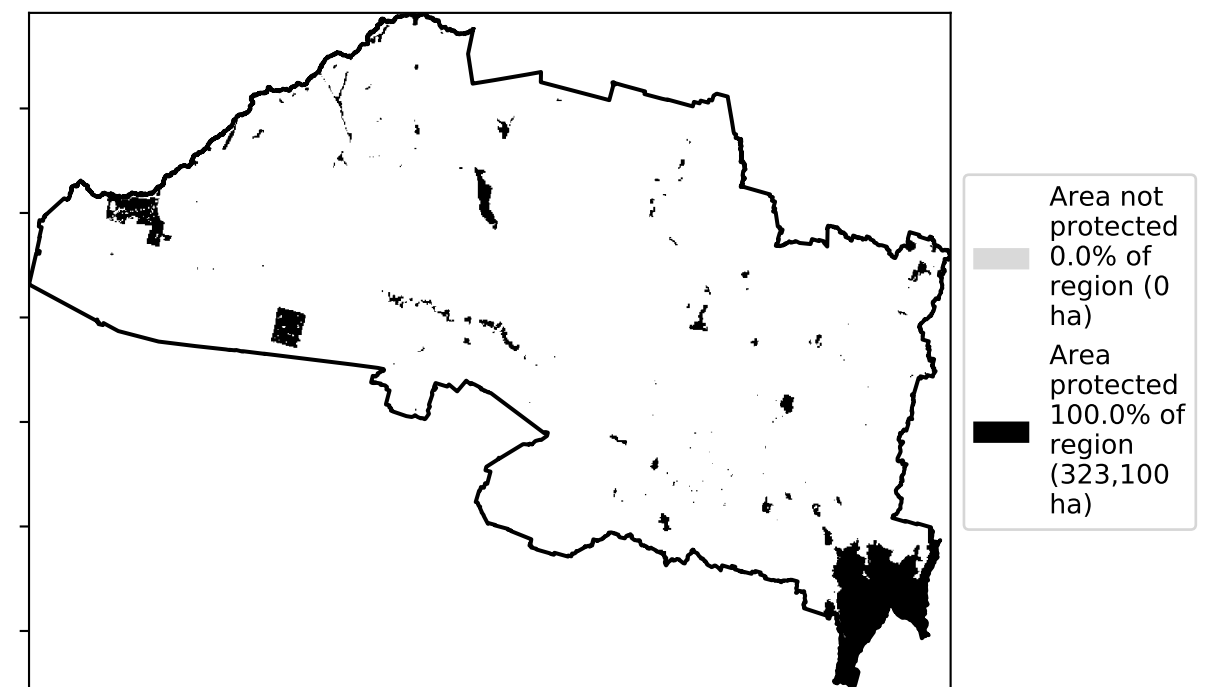 Area not
protected
0.0% of
region (0
ha)
Area
protected
100.0% of
region
(323,100
ha)